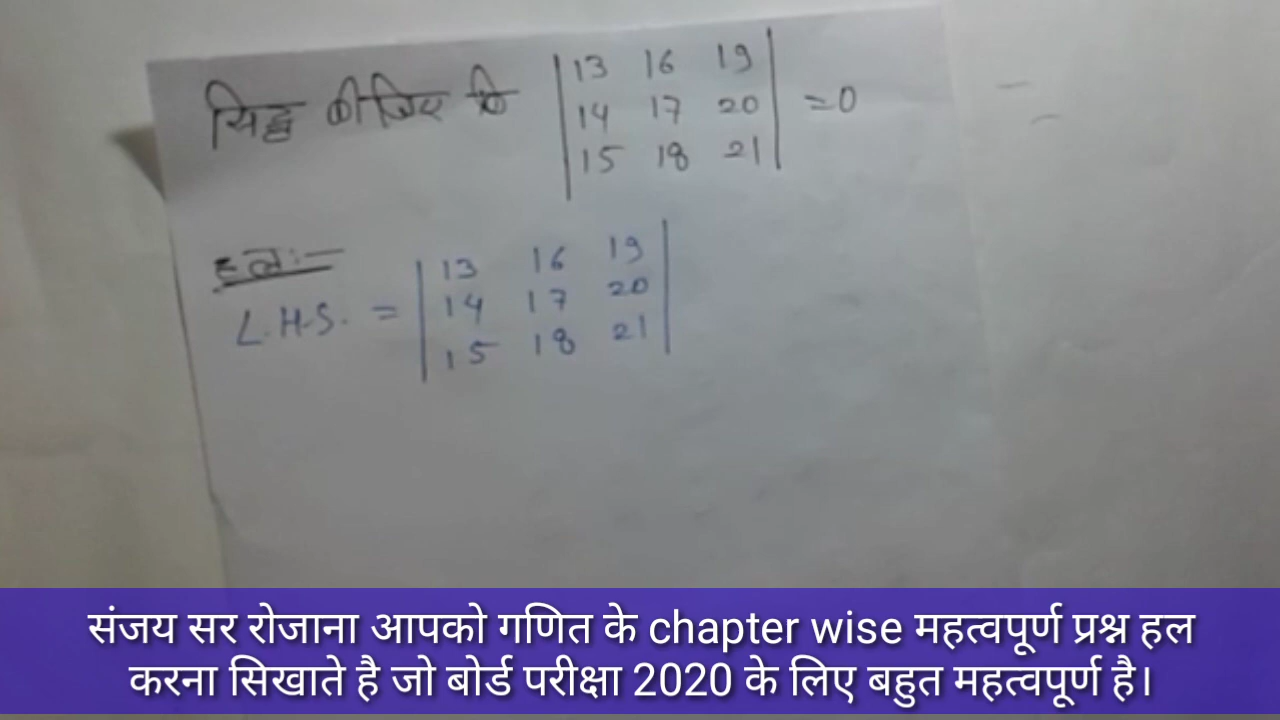 सिद्ध कीजिए कि | 13 16 19 |
| 14 17 20 | =0
| 15 18 21 |
हल:-
L.H.S. = | 13 16 19 |
| 14 17 20 |
| 15 18 21 |
संजय सर रोजाना आपको गणित के chapter wise महत्वपूर्ण प्रश्न हल
करना सिखाते है जो बोर्ड परीक्षा 2020 के लिए बहुत महत्वपूर्ण है।